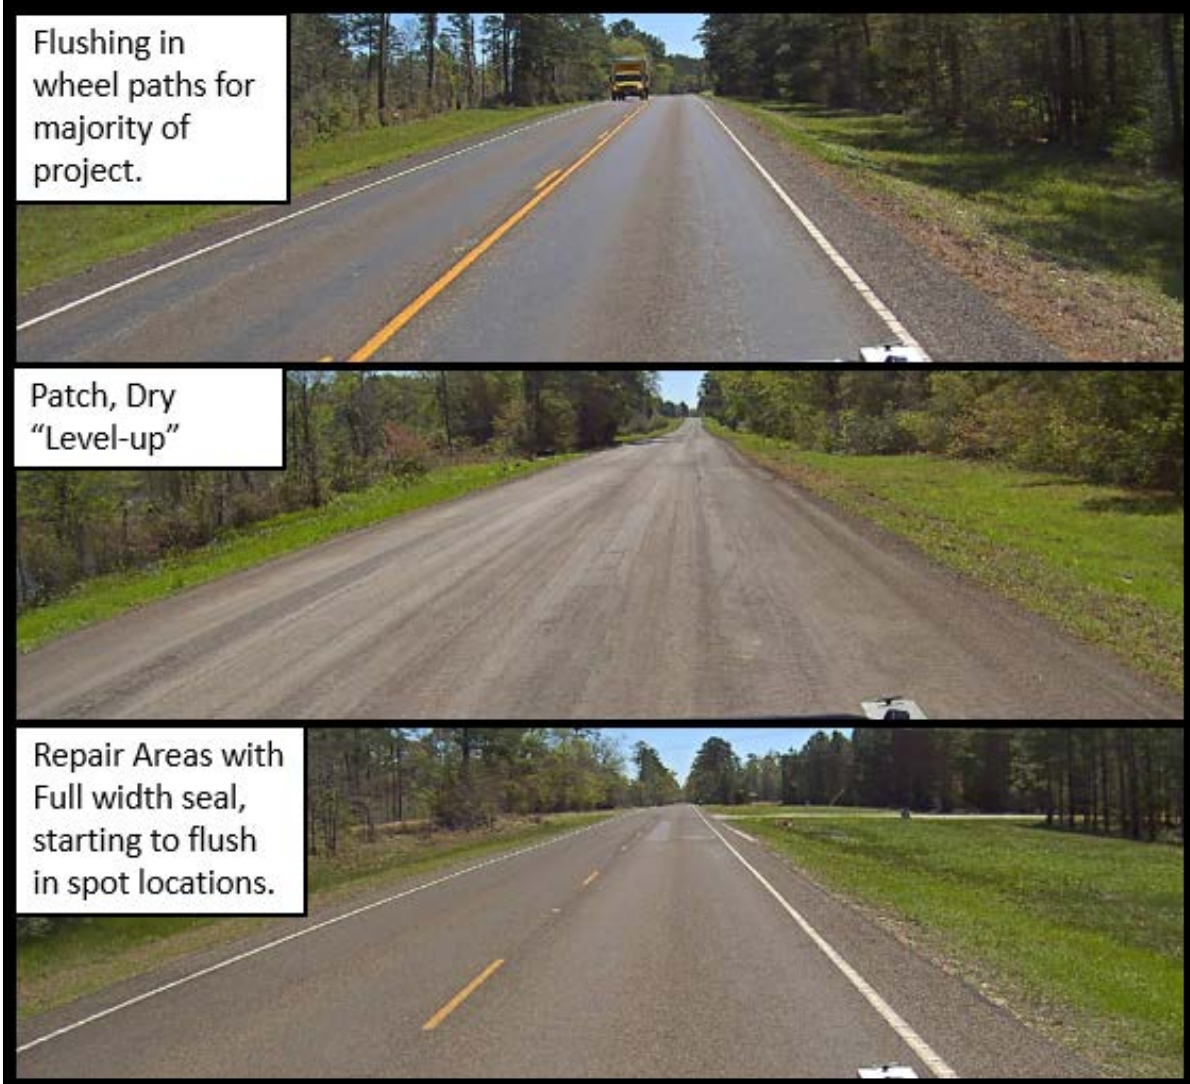 Flushing in
wheel paths for
majority of
project.
Patch, Dry
“Level-up”
Repair Areas with
Full width seal,
starting to flush
in spot locations.